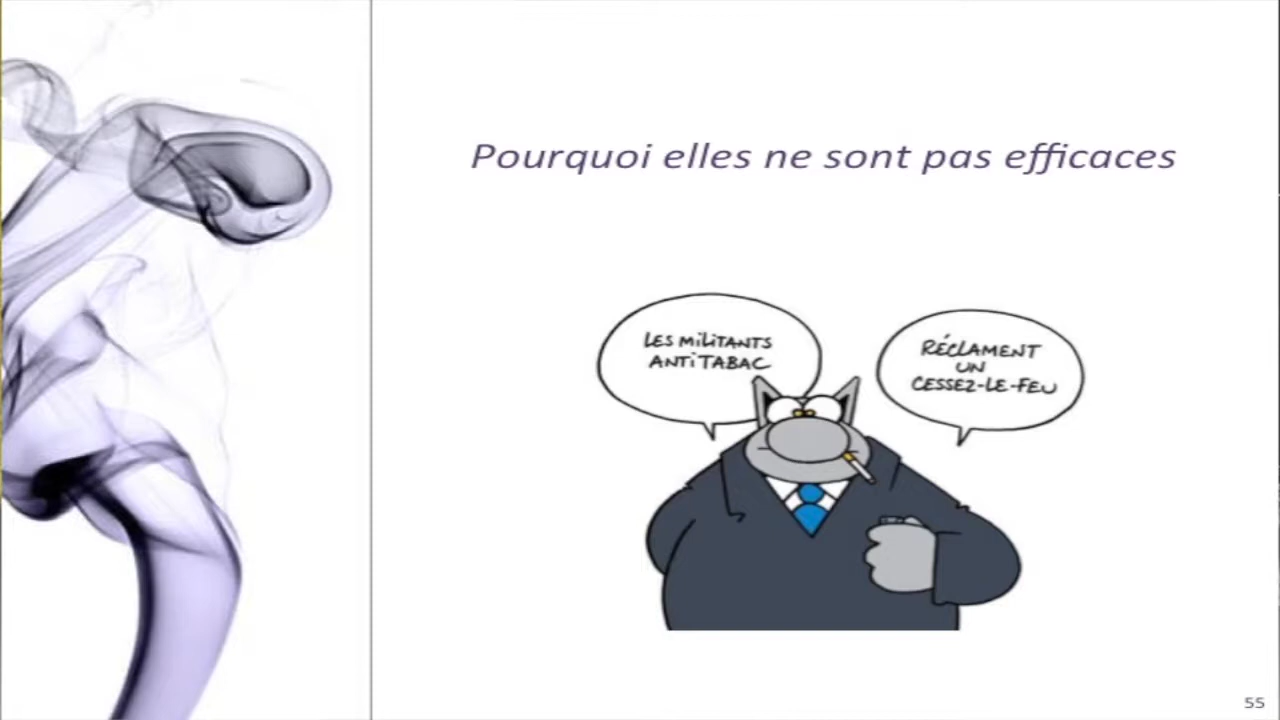 Pourquoi elles ne sont pas efficaces
LES MiLiTANTS
ANTiTABAC
RÉCLAMENT
UN
CESSEZ-LE-FEU
55